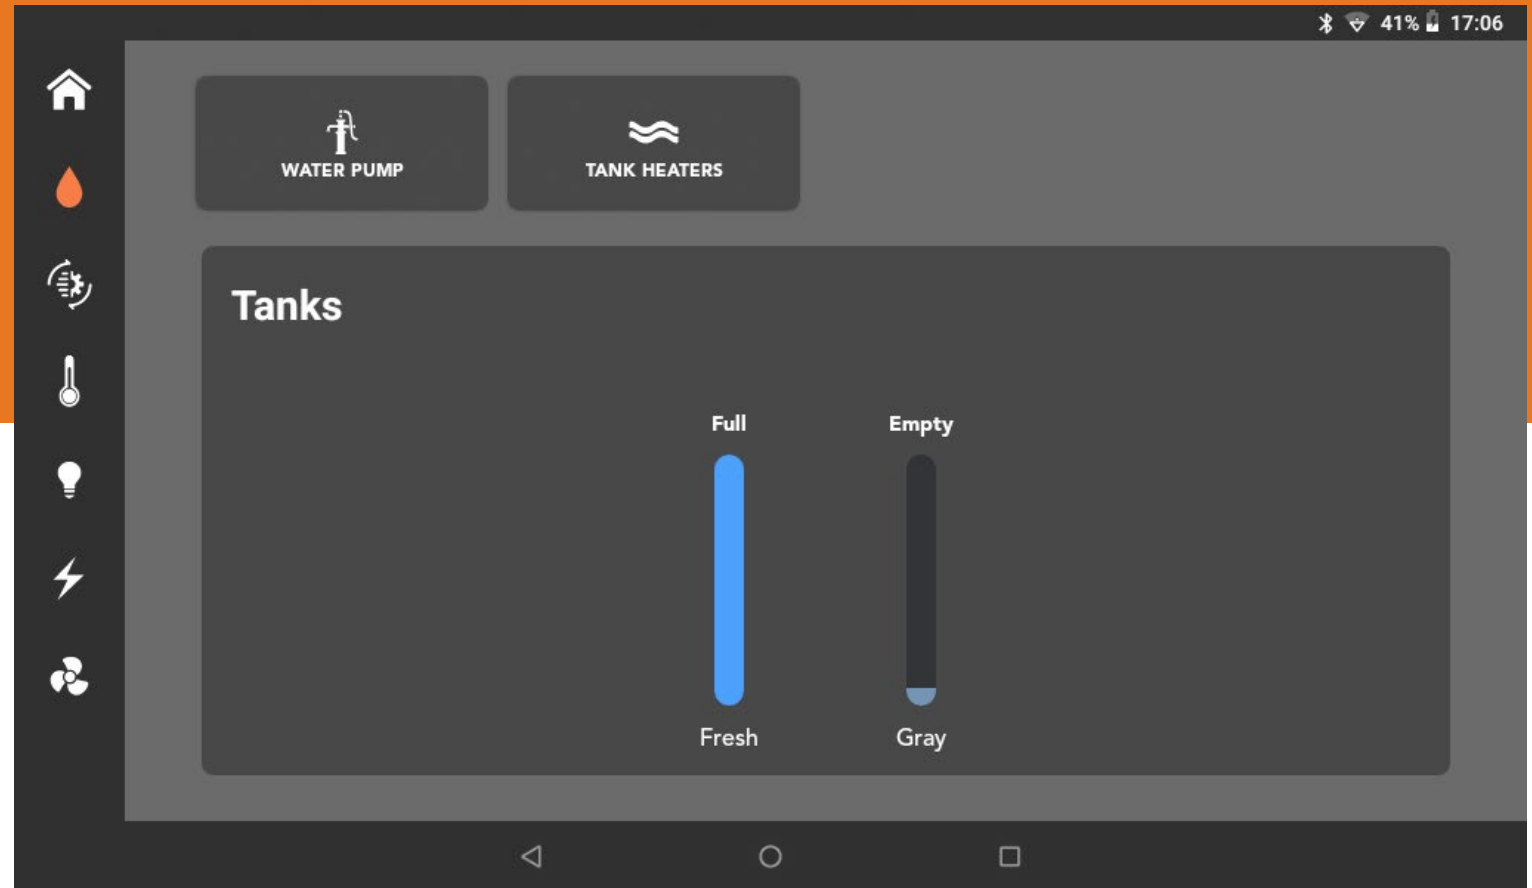 41% 17:06
WATER PUMP
TANK HEATERS
Tanks
Full
Empty
Fresh
Gray